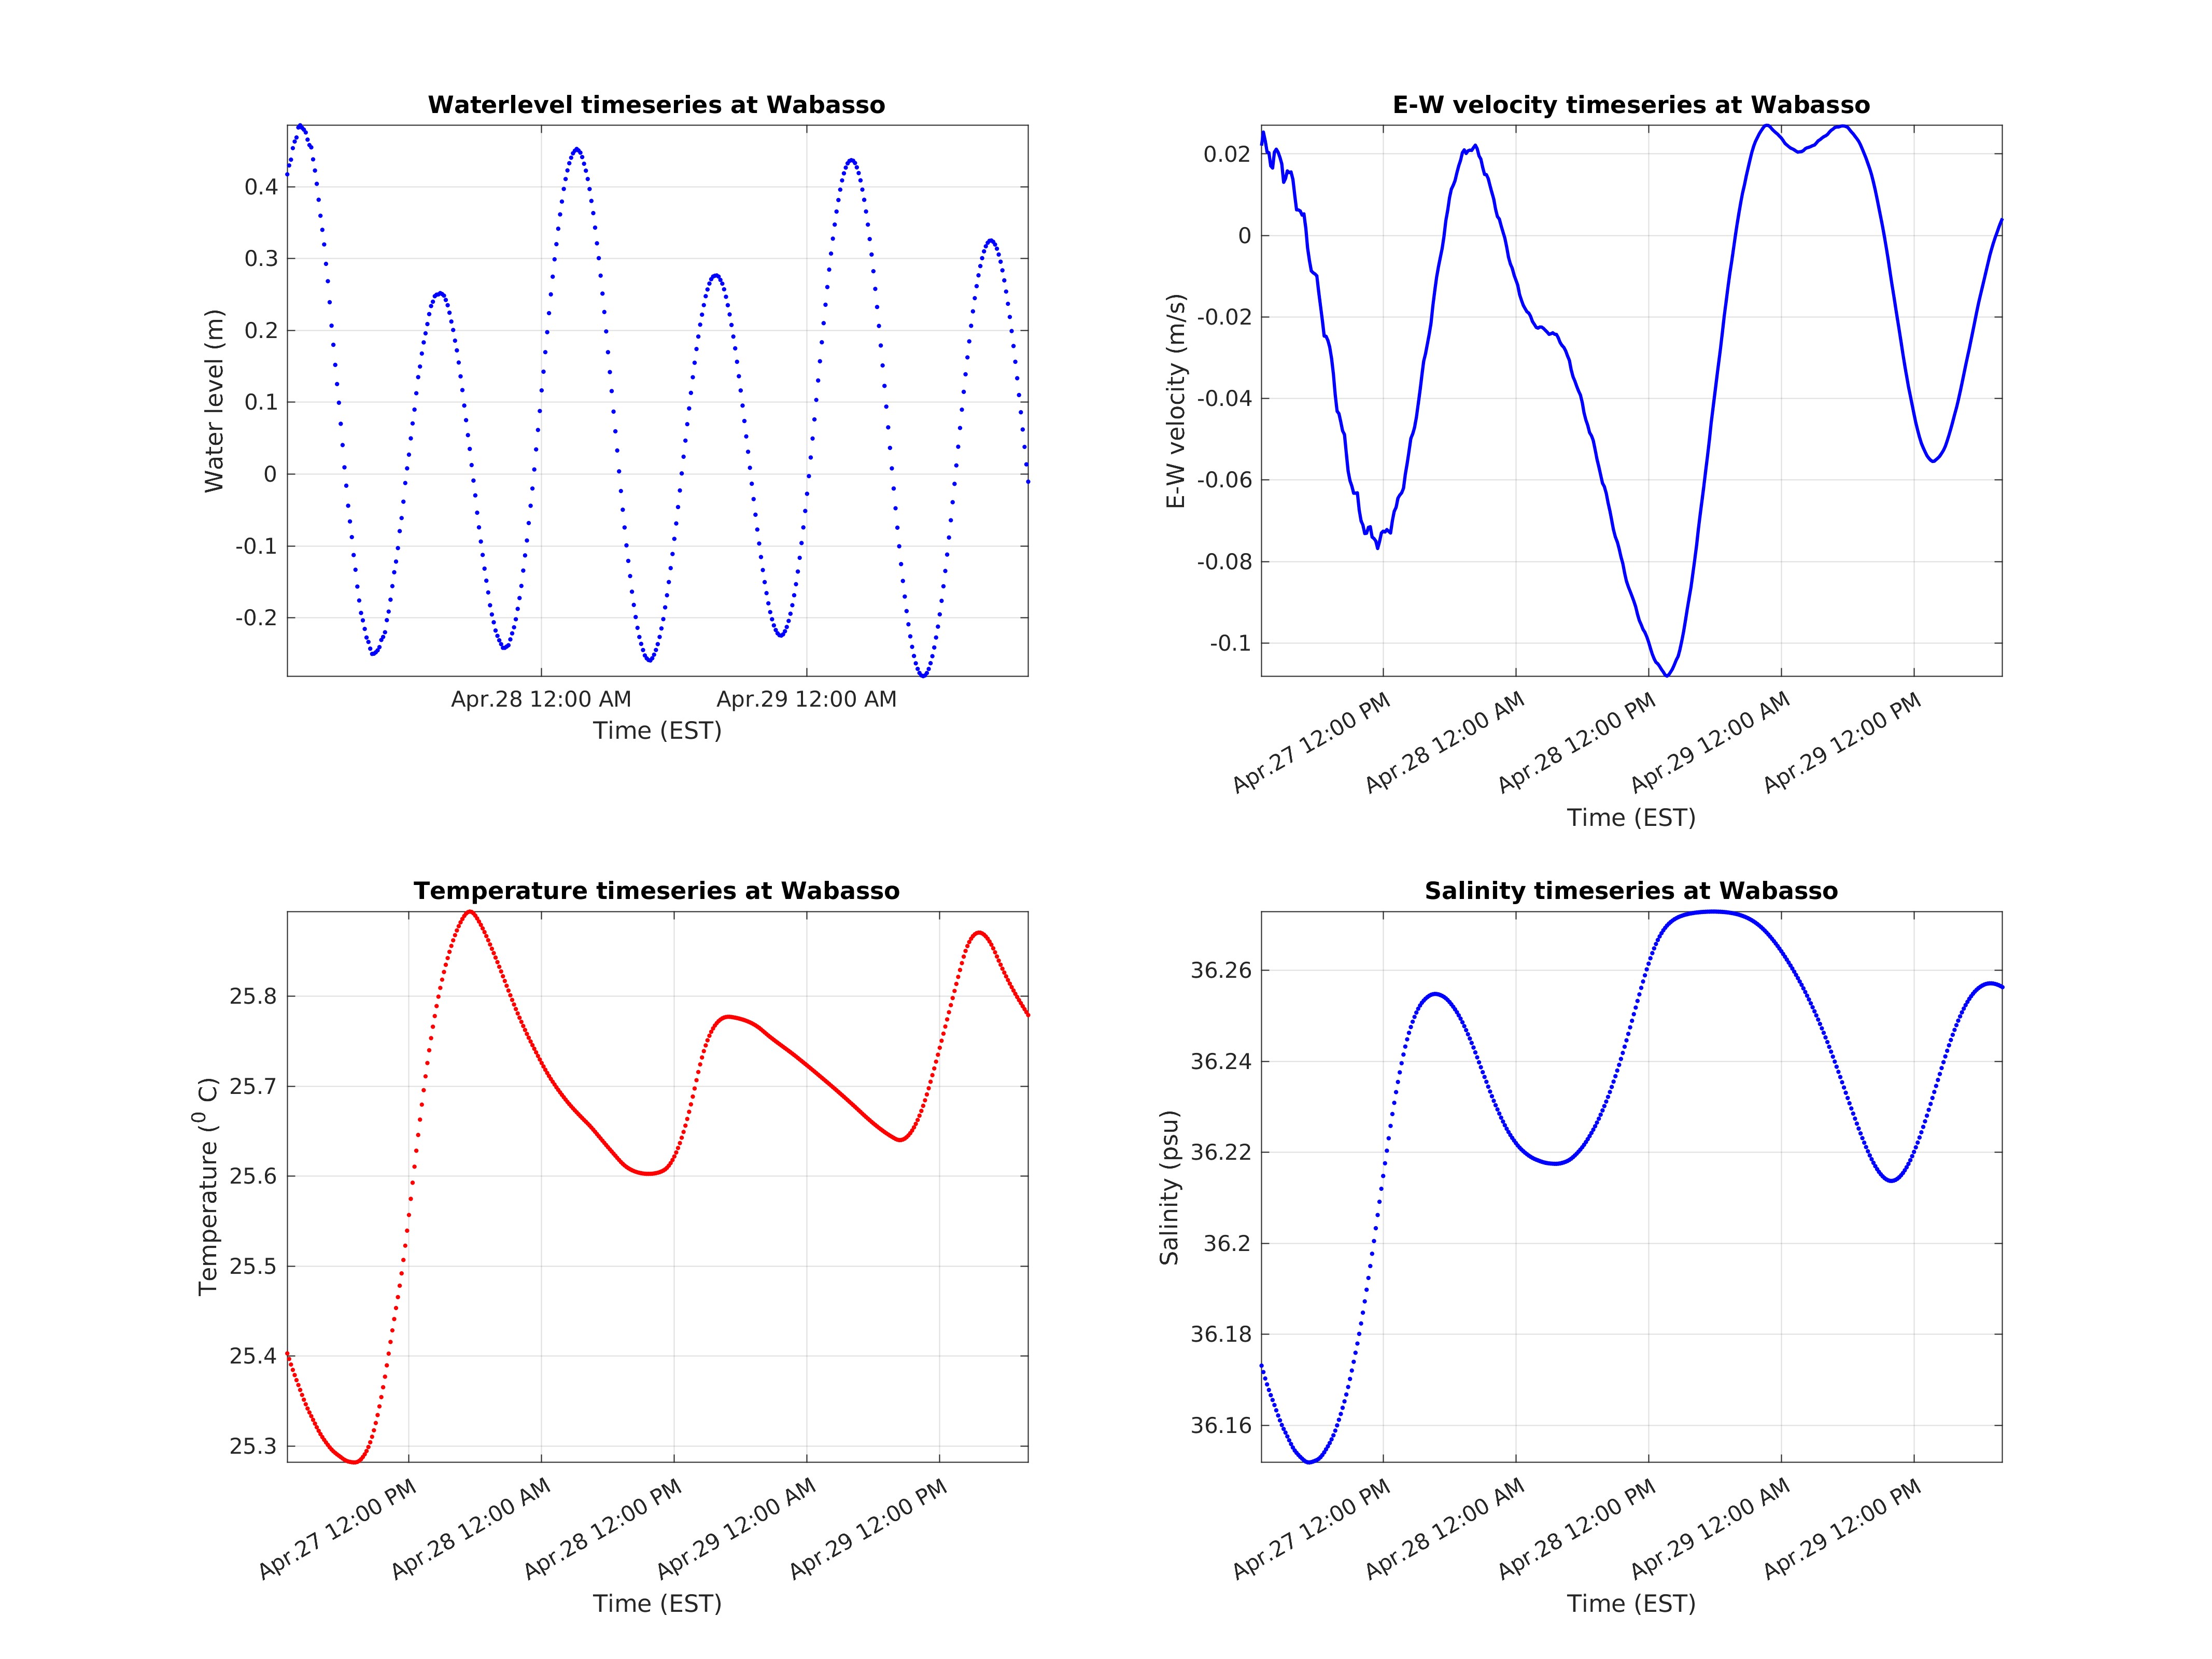 Waterlevel timeseries at Wabasso
0.4
0.3
0.2
0.1
0
-0.1
-0.2
Water level (m)
Apr.28 12:00 AM
Apr.29 12:00 AM
Time (EST)
E-W velocity timeseries at Wabasso
0.02
0
-0.02
-0.04
-0.06
-0.08
-0.1
E-W velocity (m/s)
Apr.27 12:00 PM
Apr.28 12:00 AM
Apr.28 12:00 PM
Apr.29 12:00 AM
Apr.29 12:00 PM
Time (EST)
Temperature timeseries at Wabasso
25.8
25.7
25.6
25.5
25.4
25.3
Temperature (⁰ C)
Apr.27 12:00 PM
Apr.28 12:00 AM
Apr.28 12:00 PM
Apr.29 12:00 AM
Apr.29 12:00 PM
Time (EST)
Salinity timeseries at Wabasso
36.26
36.24
36.22
36.2
36.18
36.16
Salinity (psu)
Apr.27 12:00 PM
Apr.28 12:00 AM
Apr.28 12:00 PM
Apr.29 12:00 AM
Apr.29 12:00 PM
Time (EST)